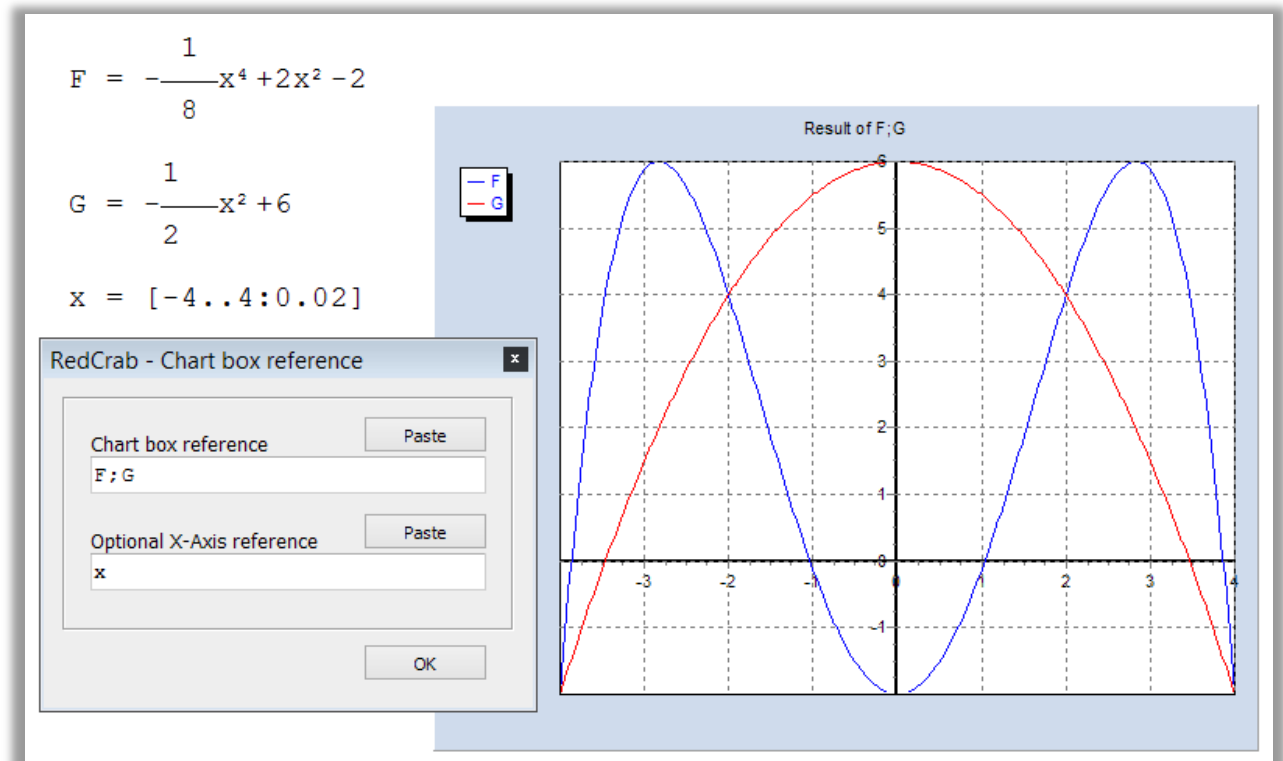 F = -1/8x⁴+2x²-2
G = -1/2x²+6
x = [-4..4:0.02]
RedCrab - Chart box reference
x
Chart box reference
Paste
F;G
Optional X-Axis reference
Paste
x
OK
Result of F;G
F
G
6
5
4
3
2
1
0
-1
-3 -2 -1 0 1 2 3 4